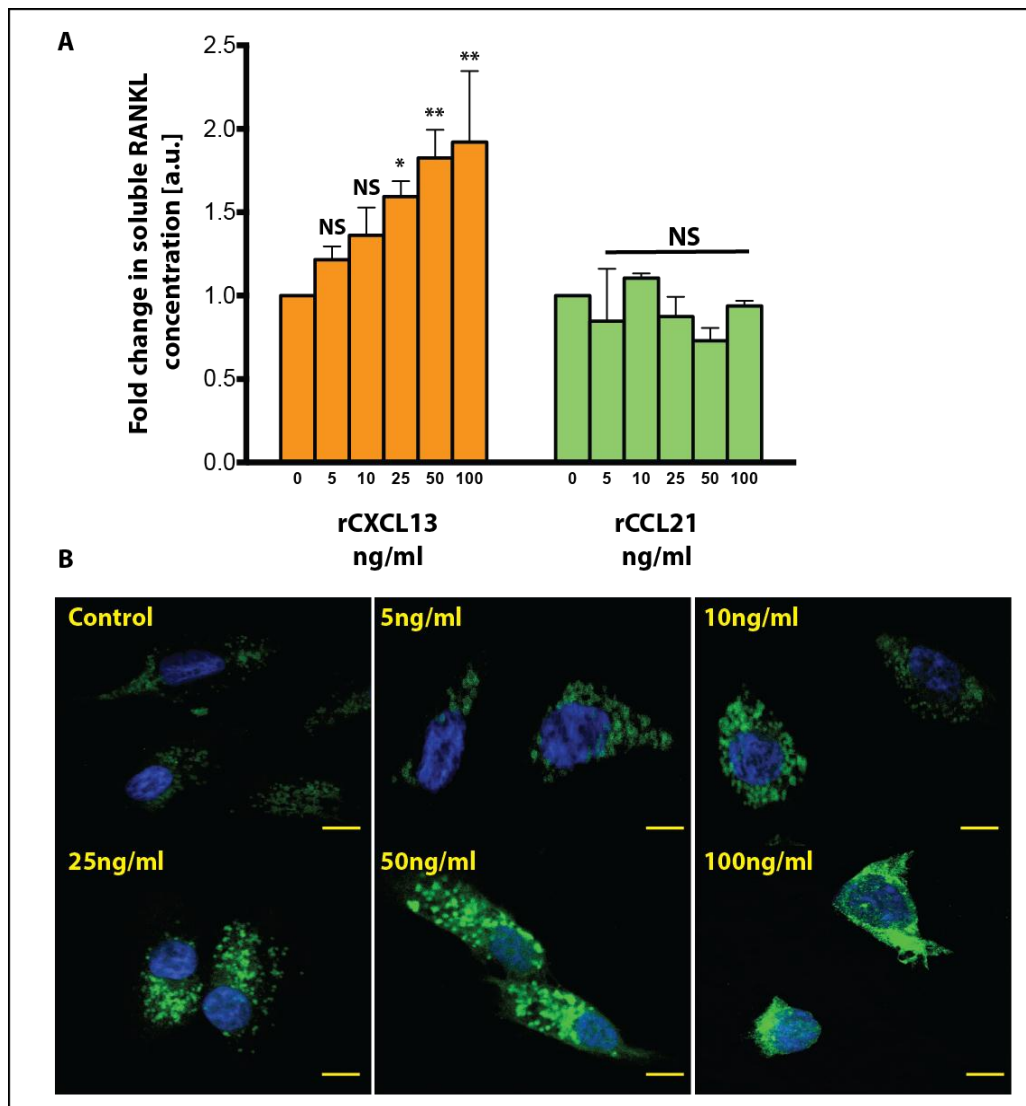 A
Fold change in soluble RANKL
concentration [a.u.]
2.5
2.0
1.5
1.0
0.5
0.0
NS
NS
*
**
**
NS
0 5 10 25 50 100
0 5 10 25 50 100
rCXCL13
ng/ml
rCCL21
ng/ml
B
Control
5ng/ml
10ng/ml
25ng/ml
50ng/ml
100ng/ml